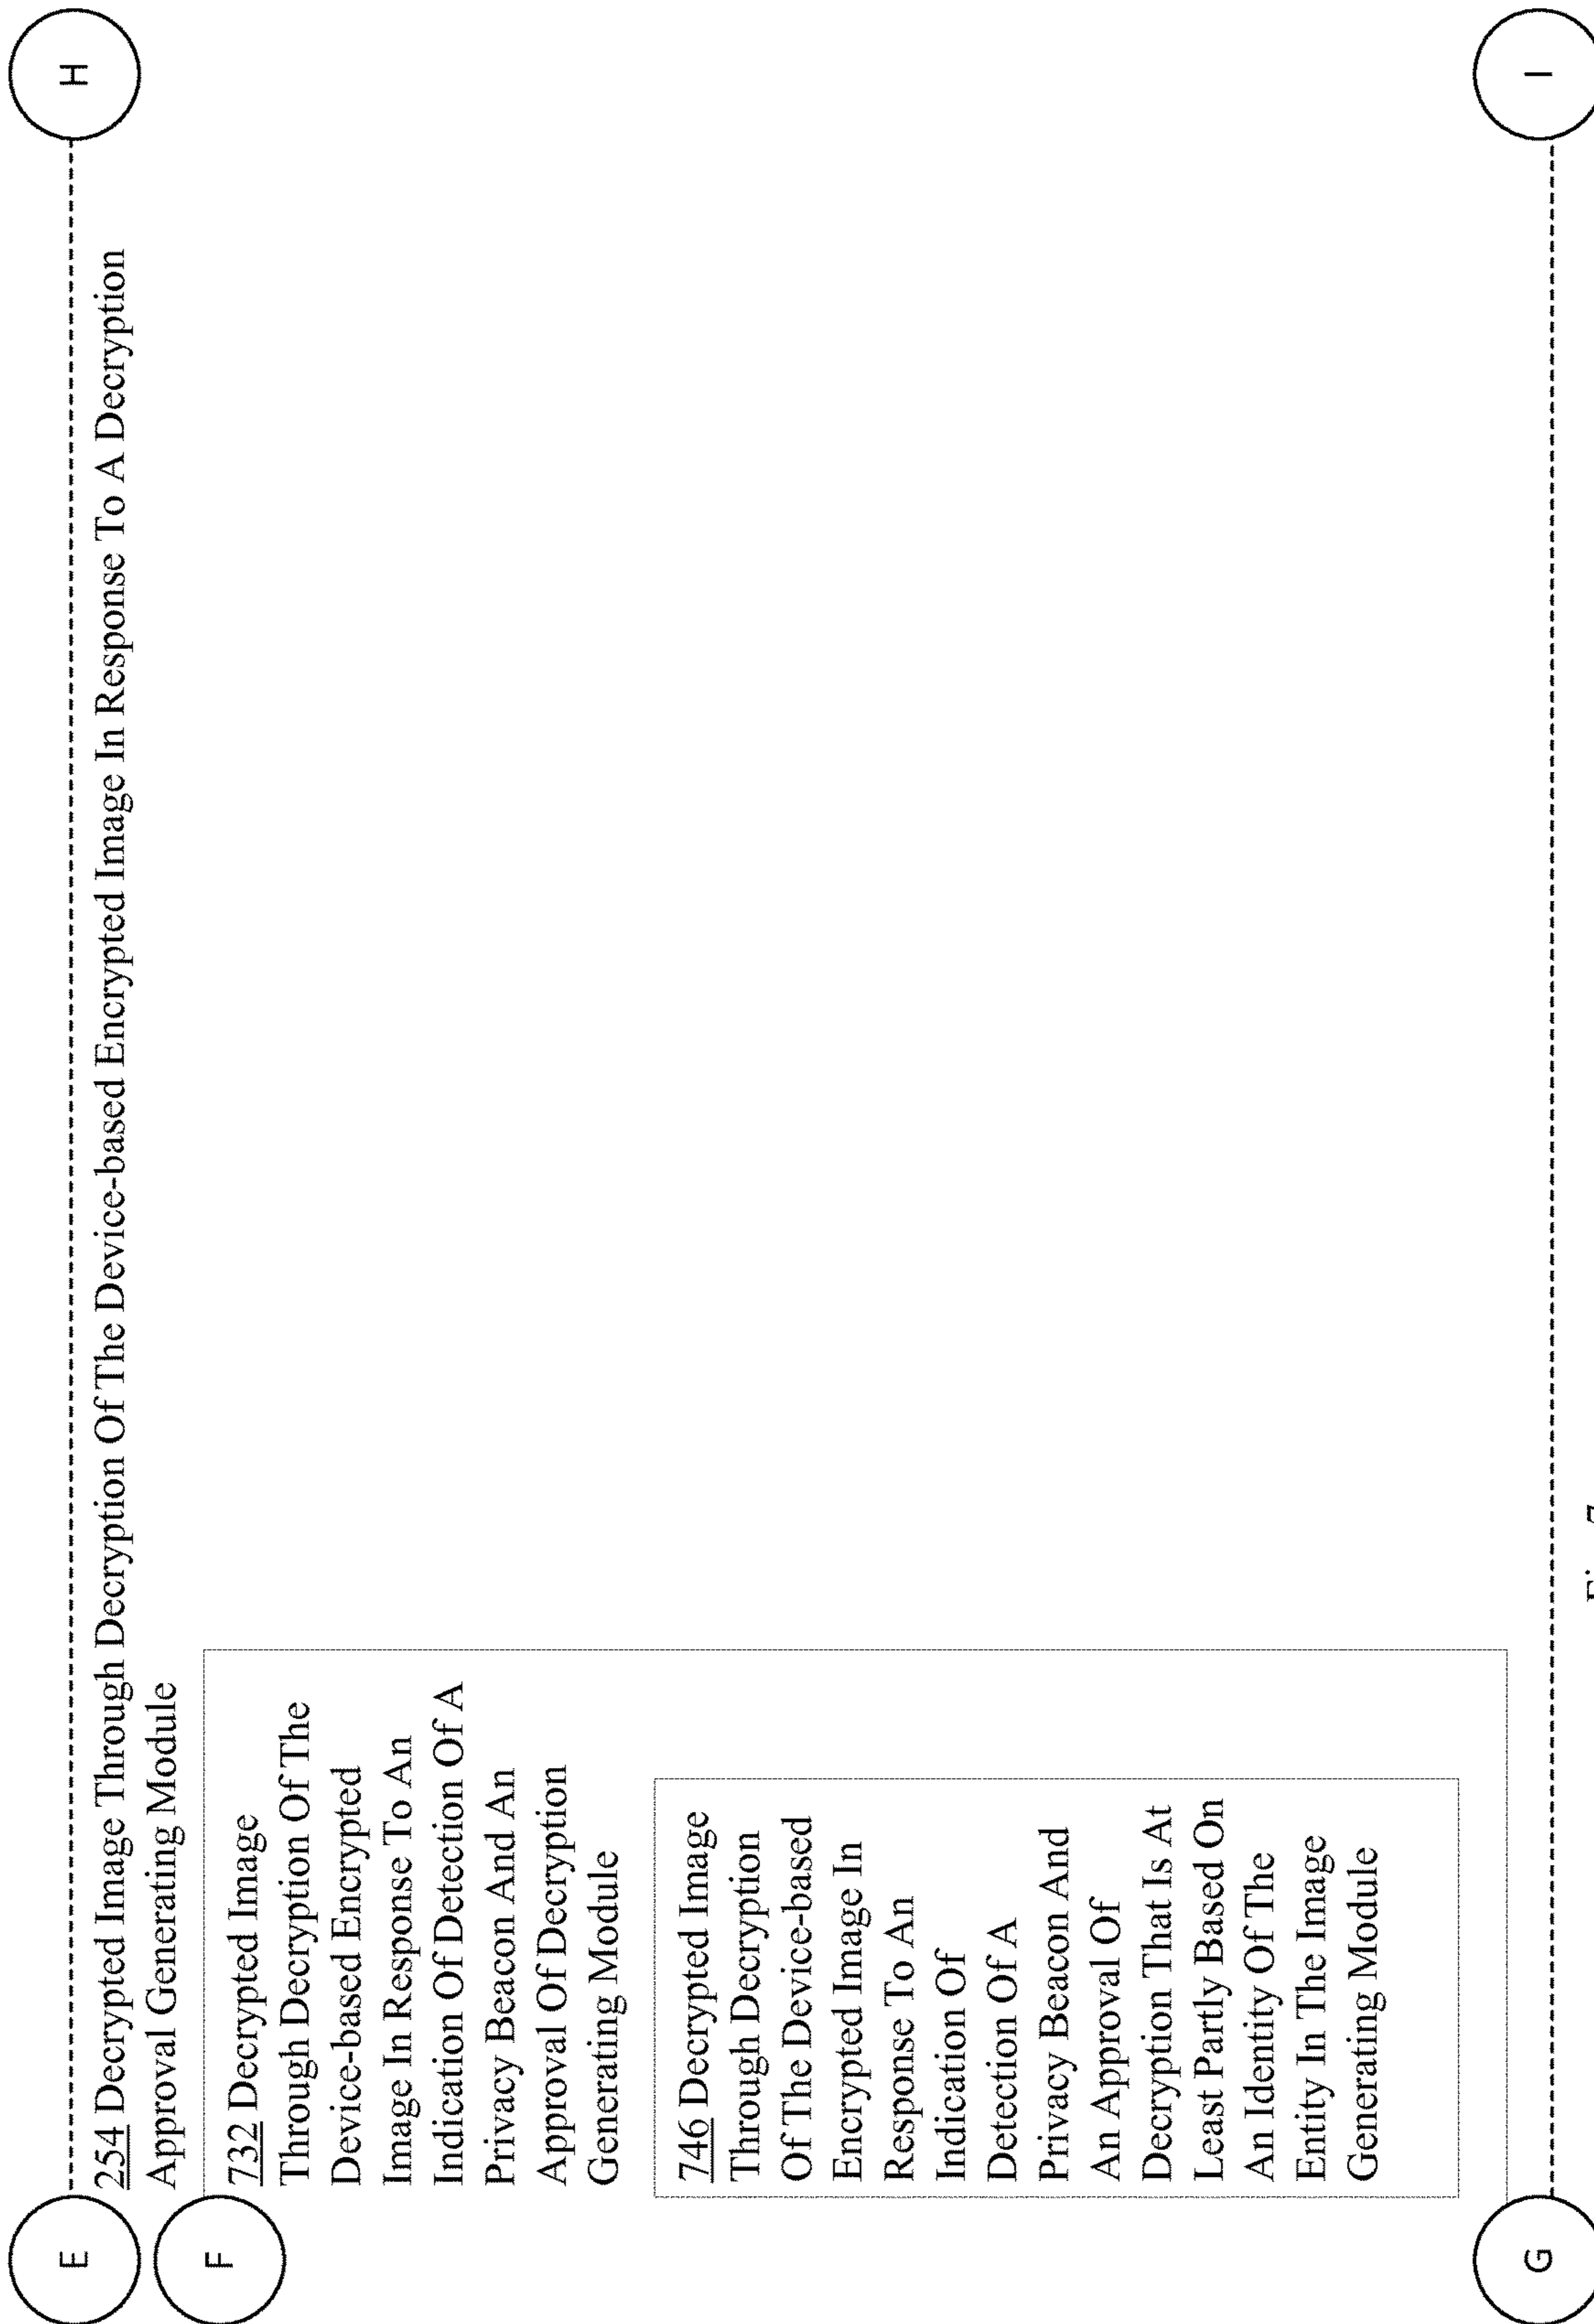 E
H
254 Decrypted Image Through Decryption Of The Device-based Encrypted Image In Response To A Decryption
Approval Generating Module
F
732 Decrypted Image
Through Decryption Of The
Device-based Encrypted
Image In Response To An
Indication Of Detection Of A
Privacy Beacon And An
Approval Of Decryption
Generating Module
746 Decrypted Image
Through Decryption
Of The Device-based
Encrypted Image In
Response To An
Indication Of
Detection Of A
Privacy Beacon And
An Approval Of
Decryption That Is At
Least Partly Based On
An Identity Of The
Entity In The Image
Generating Module
G
I